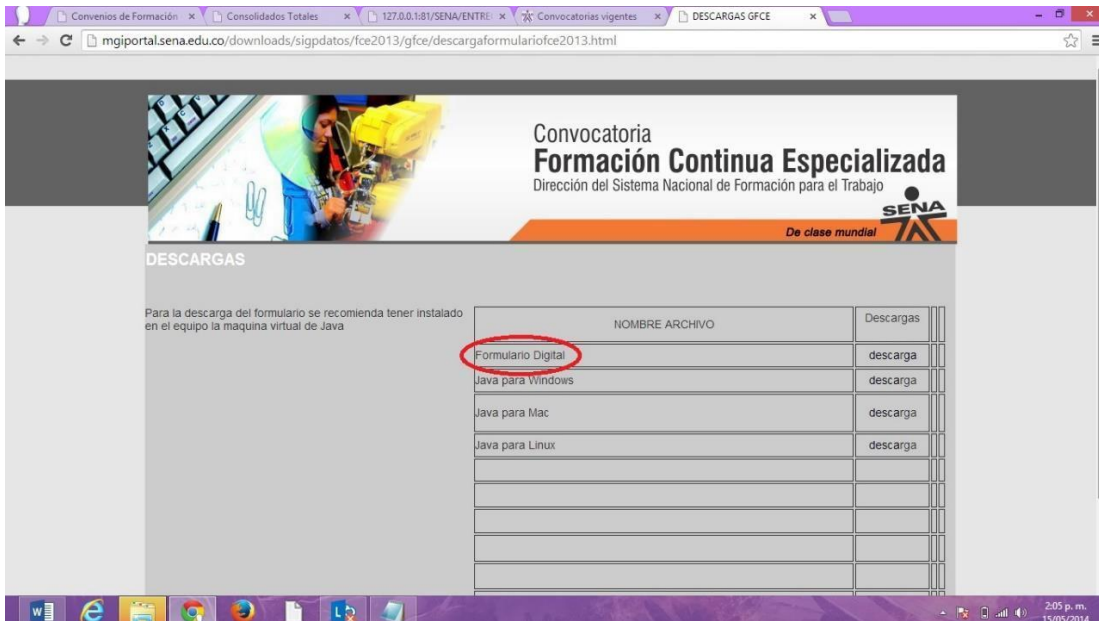 Convenios de Formación
Consolidados Totales
127.0.0.1:81/SENA/ENTRE
Convocatorias vigentes
DESCARGAS GFCE
mgiportal.sena.edu.co/downloads/sigpdatos/fce2013/gfce/descargaformulariofce2013.html
Convocatoria
Formación Continua Especializada
Dirección del Sistema Nacional de Formación para el Trabajo
SENA
De clase mundial
DESCARGAS
Para la descarga del formulario se recomienda tener instalado
en el equipo la maquina virtual de Java
NOMBRE ARCHIVO Descargas
Formulario Digital descarga
Java para Windows descarga
Java para Mac descarga
Java para Linux descarga
2:05 p. m.
15/05/2014